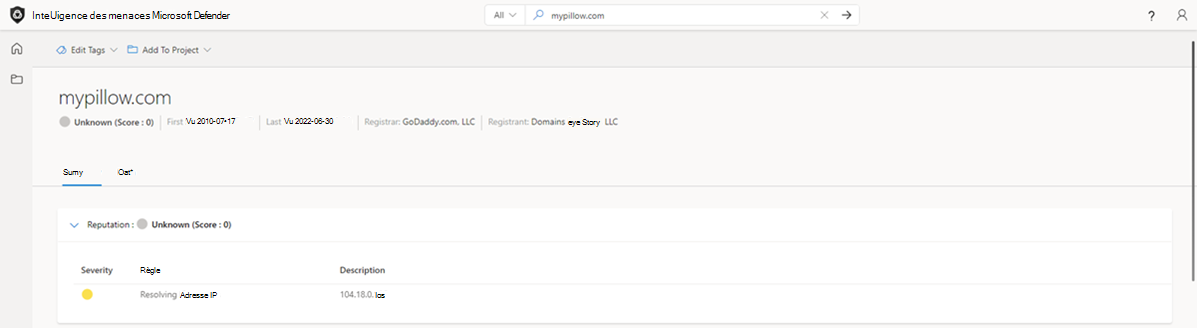 InteUigence des menaces Microsoft Defender All mypillow.com ?
Edit Tags Add To Project
mypillow.com
Unknown (Score : 0) First Vu 2010-07-17 Last Vu 2022-06-30 Registrar: GoDaddy.com, LLC Registrant: Domains eye Story LLC
Sumy Oat"
Reputation : Unknown (Score : 0)
Severity Règle Description
Resolving Adresse IP 104.18.0. los